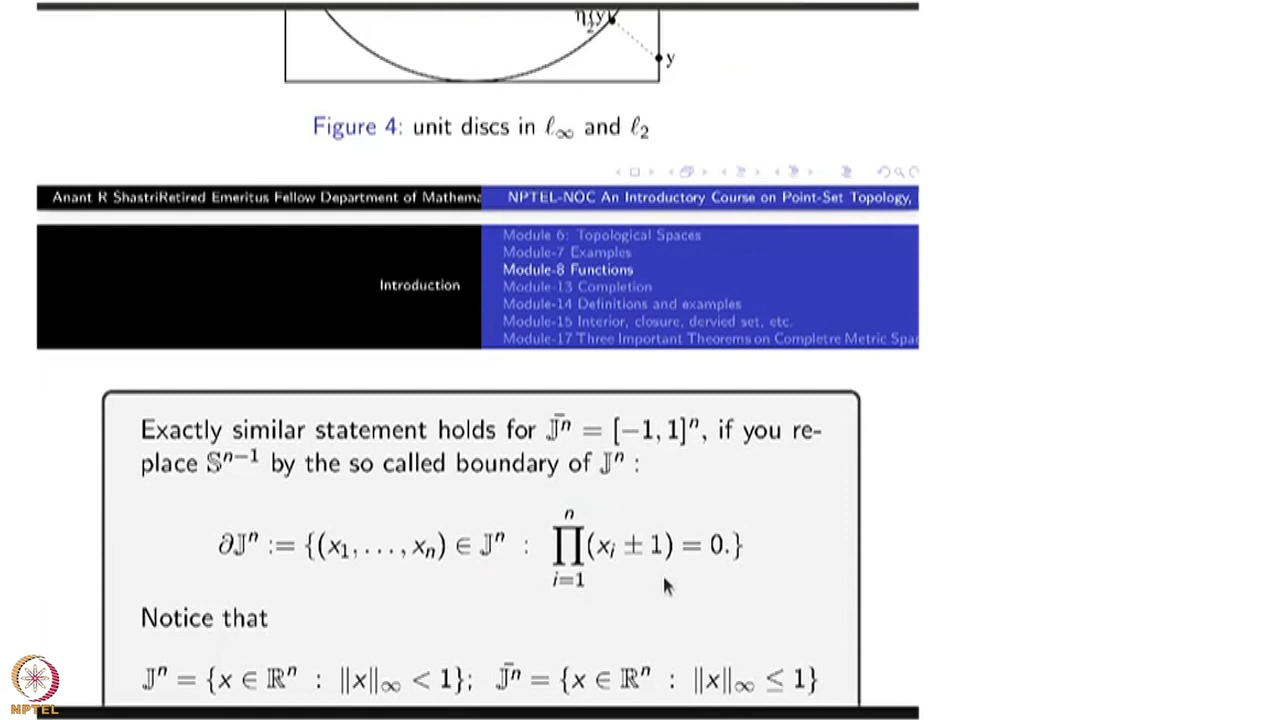 η₂(y)
y
Figure 4: unit discs in ℓ∞ and ℓ₂
Anant R ShastriRetired Emeritus Fellow Department of Mathema
NPTEL-NOC An Introductory Course on Point-Set Topology,
Introduction
Module 6: Topological Spaces
Module-7 Examples
Module-8 Functions
Module-13 Completion
Module-14 Definitions and examples
Module-15 Interior, closure, dervied set, etc.
Module-17 Three Important Theorems on Completre Metric Spac
Exactly similar statement holds for 𝕁̄ⁿ = [−1, 1]ⁿ, if you re-
place 𝕊ⁿ⁻¹ by the so called boundary of 𝕁ⁿ :
∂𝕁ⁿ := {(x₁, . . . , xₙ) ∈ 𝕁ⁿ : ∏ᵢ₌₁ⁿ (xᵢ ± 1) = 0.}
Notice that
𝕁ⁿ = {x ∈ ℝⁿ : ‖x‖∞ < 1}; 𝕁̄ⁿ = {x ∈ ℝⁿ : ‖x‖∞ ≤ 1}
NPTEL